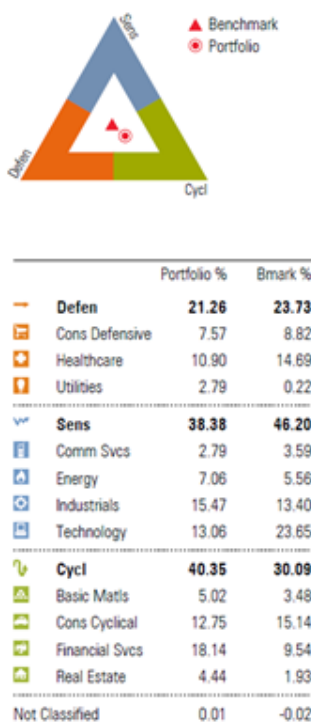 Sens
Benchmark
Portfolio
Defen
Cycl
Portfolio % Bmark %
Defen 21.26 23.73
Cons Defensive 7.57 8.82
Healthcare 10.90 14.69
Utilities 2.79 0.22
Sens 38.38 46.20
Comm Svcs 2.79 3.59
Energy 7.06 5.56
Industrials 15.47 13.40
Technology 13.06 23.65
Cycl 40.35 30.09
Basic Matls 5.02 3.48
Cons Cyclical 12.75 15.14
Financial Svcs 18.14 9.54
Real Estate 4.44 1.93
Not Classified 0.01 -0.02